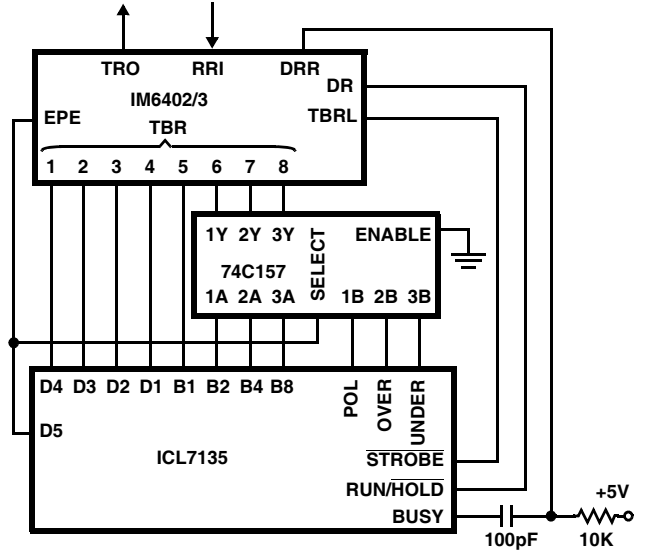 TRO RRI DRR
DR
IM6402/3
EPE TBRL
TBR
1 2 3 4 5 6 7 8
1Y 2Y 3Y SELECT ENABLE
74C157
1A 2A 3A 1B 2B 3B
D4 D3 D2 D1 B1 B2 B4 B8 POL OVER UNDER
D5
ICL7135 STROBE
RUN/HOLD
BUSY
+5V
100pF 10K